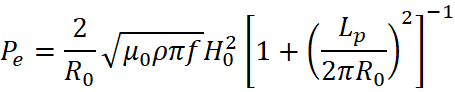 $P_e = \frac{2}{R_0} \sqrt{\mu_0 \rho \pi f} H_0^2 \left[ 1 + \left( \frac{L_p}{2 \pi R_0} \right)^2 \right]^{-1}$